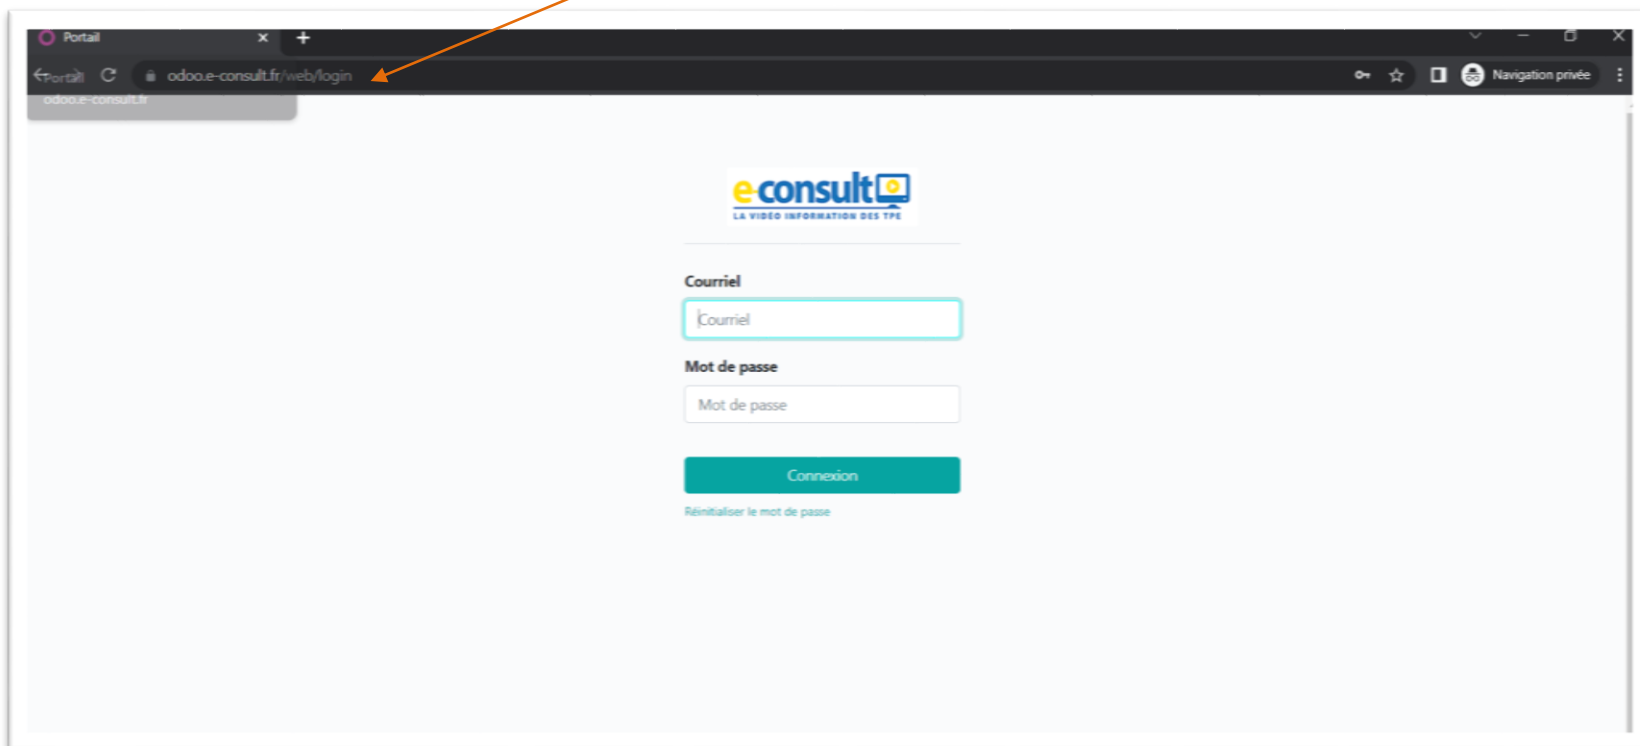 Portail
Portail
odoo.e-consult.fr/web/login
Navigation privée
odoo.e-consult.fr
e-consult
LA VIDÉO INFORMATION DES TPE
Courriel
Courriel
Mot de passe
Mot de passe
Connexion
Réinitialiser le mot de passe